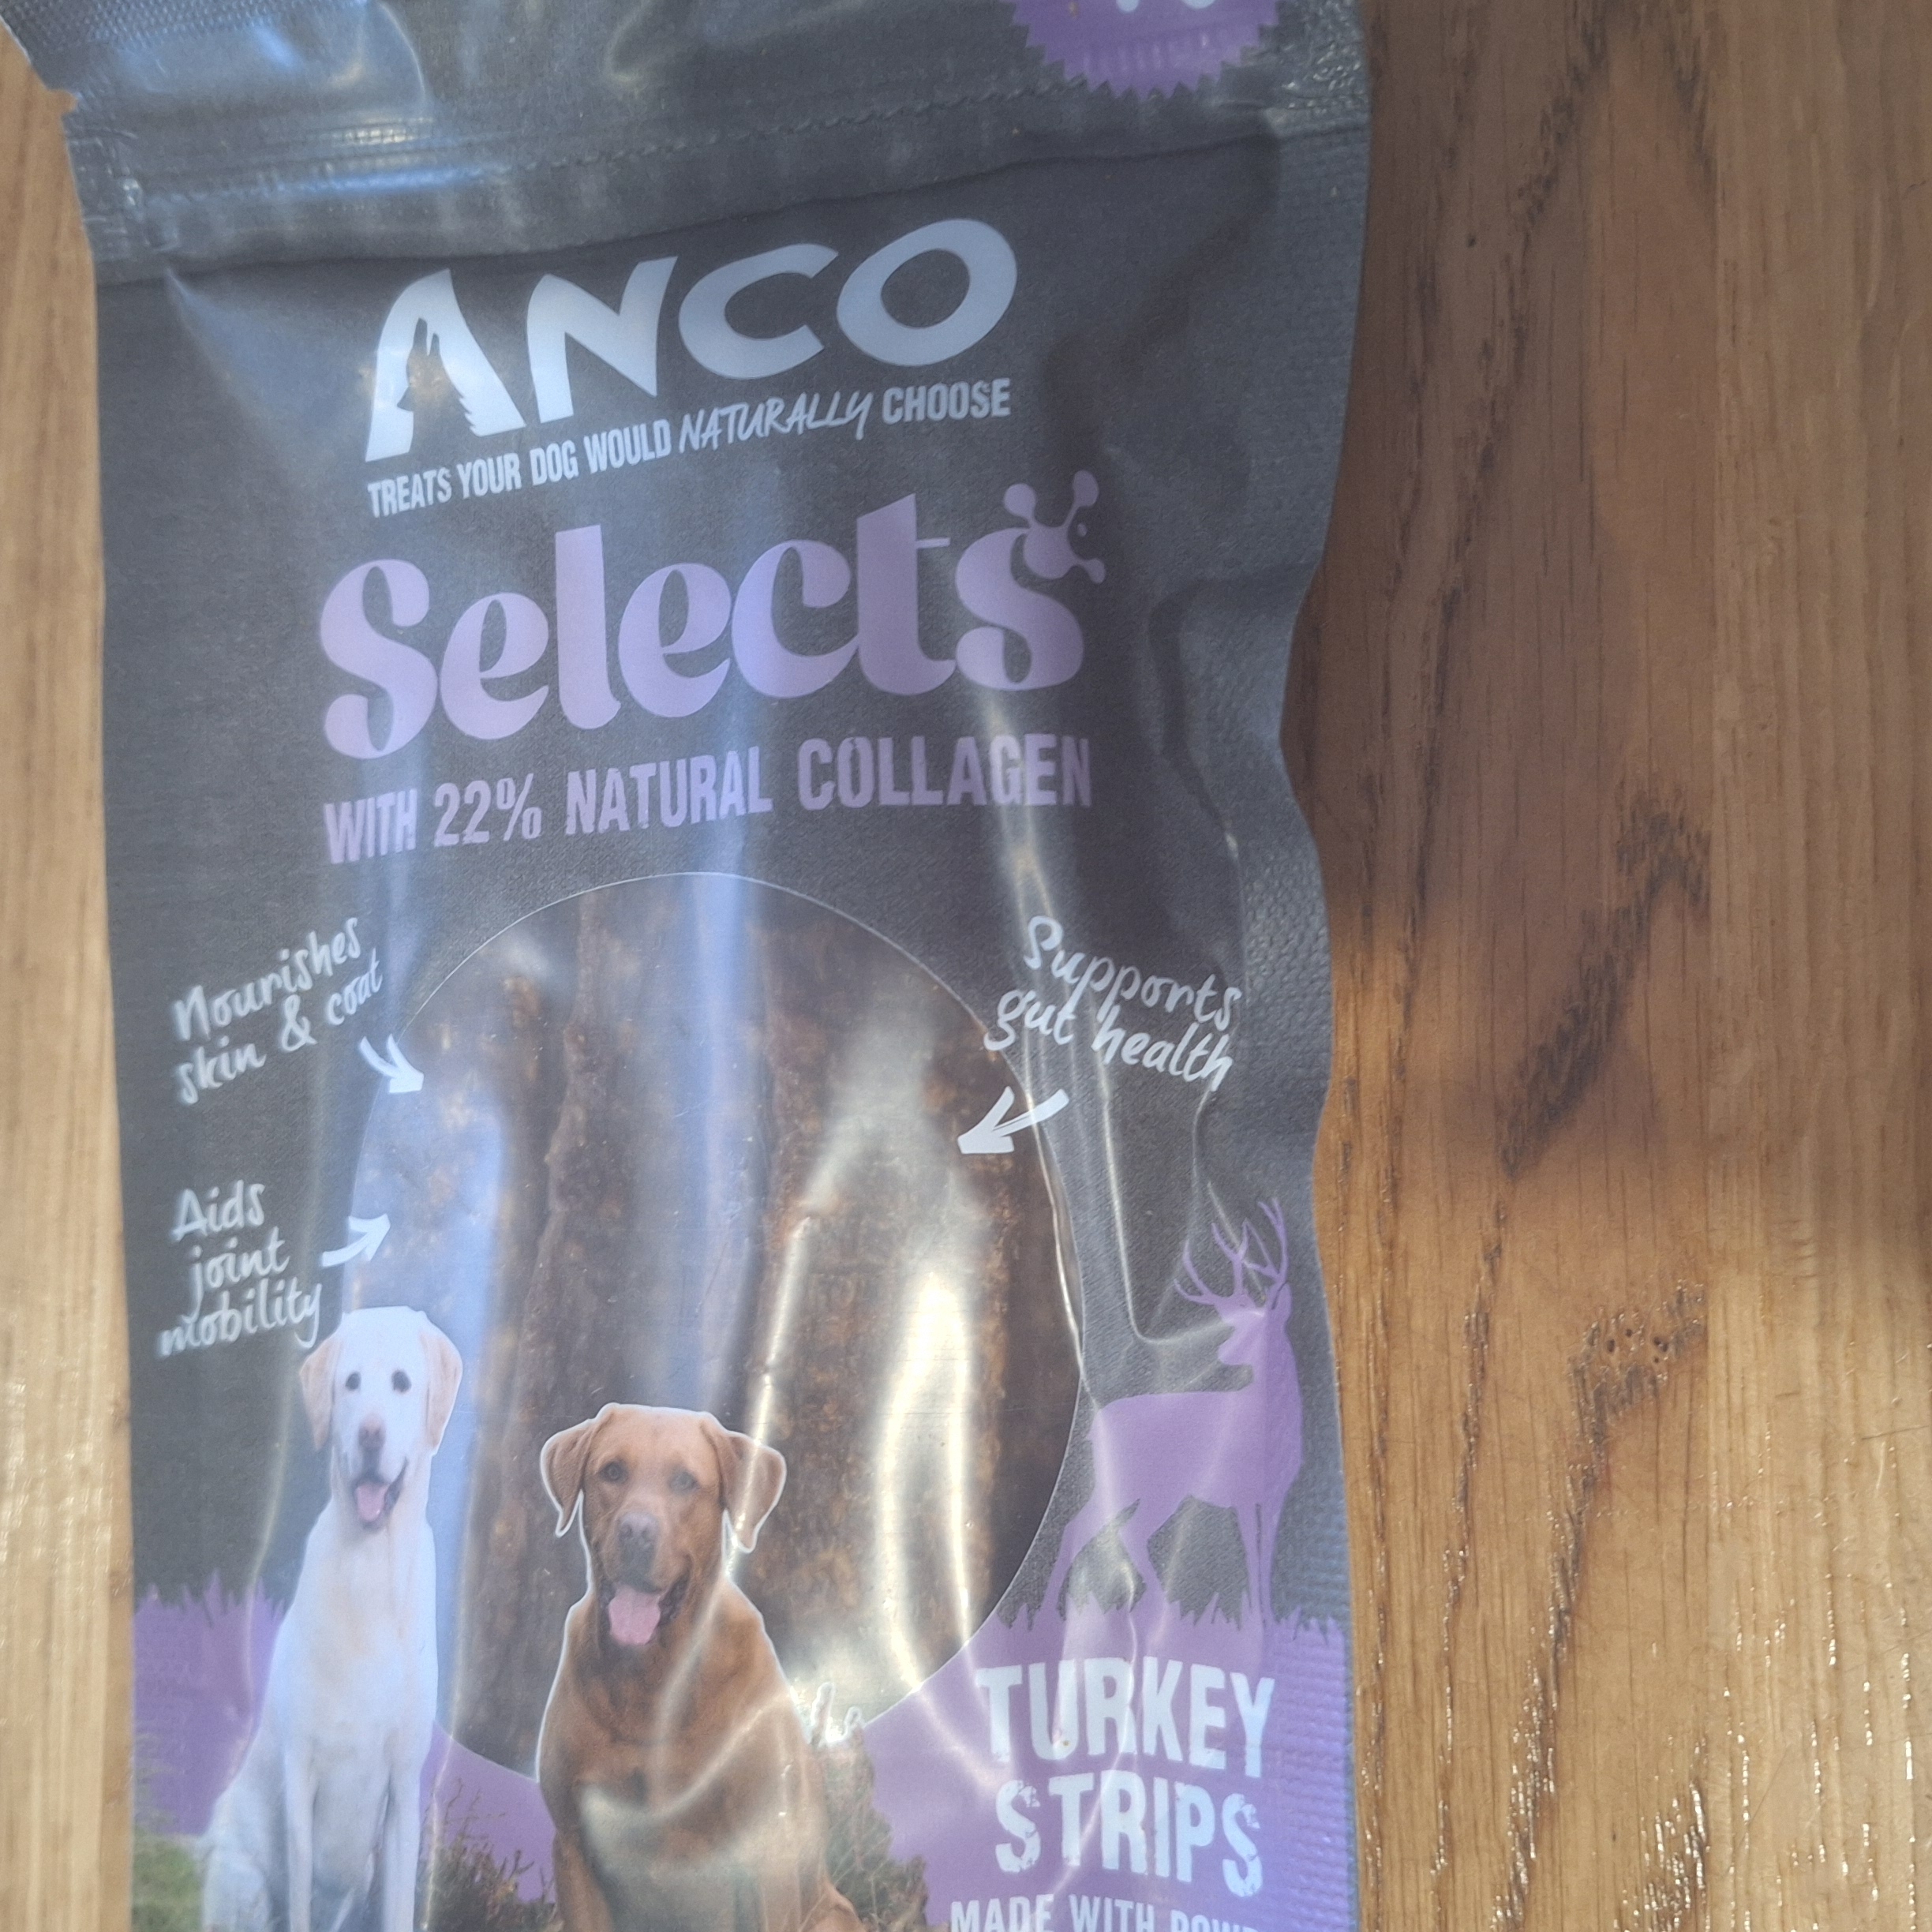 ANCO
TREATS YOUR DOG WOULD NATURALLY CHOOSE
Selects
WITH 22% NATURAL COLLAGEN
Nourishes
skin & coat
Supports
gut health
Aids
joint
mobility
TURKEY
STRIPS
MADE WITH